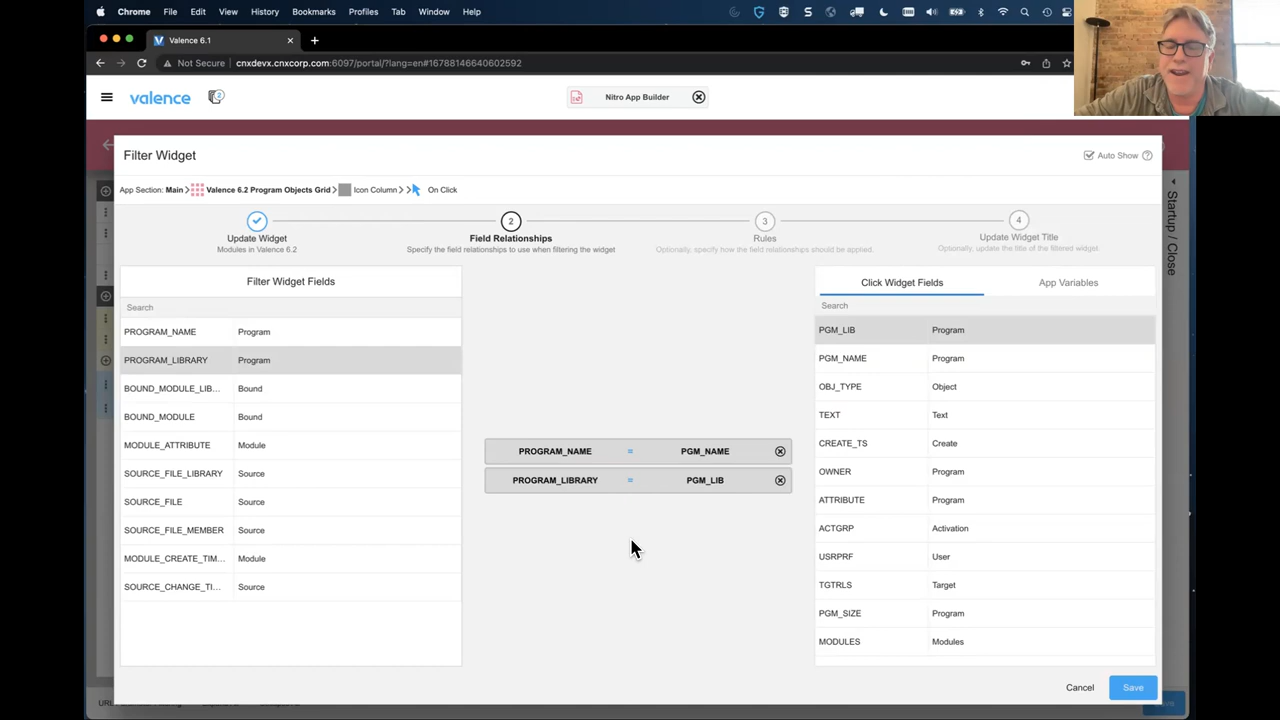 Chrome File Edit View History Bookmarks Profiles Tab Window Help
Valence 6.1
Not Secure cnxdevx.cnxcorp.com:6097/portal/?lang=en#16788146640602592
valence 2 Nitro App Builder
Filter Widget Auto Show
App Section: Main Valence 6.2 Program Objects Grid Icon Column On Click
2 3 4
Update Widget Field Relationships Rules Update Widget Title
Modules in Valence 6.2 Specify the field relationships to use when filtering the widget Optionally, specify how the field relationships should be applied. Optionally, update the title of the filtered widget.
Filter Widget Fields
Search
PROGRAM_NAME Program
PROGRAM_LIBRARY Program
BOUND_MODULE_LIB... Bound
BOUND_MODULE Bound
MODULE_ATTRIBUTE Module
SOURCE_FILE_LIBRARY Source
SOURCE_FILE Source
SOURCE_FILE_MEMBER Source
MODULE_CREATE_TIM... Module
SOURCE_CHANGE_TI... Source
PROGRAM_NAME = PGM_NAME
PROGRAM_LIBRARY = PGM_LIB
Click Widget Fields App Variables
Search
PGM_LIB Program
PGM_NAME Program
OBJ_TYPE Object
TEXT Text
CREATE_TS Create
OWNER Program
ATTRIBUTE Program
ACTGRP Activation
USRPRF User
TGTRLS Target
PGM_SIZE Program
MODULES Modules
Cancel Save
Startup / Close